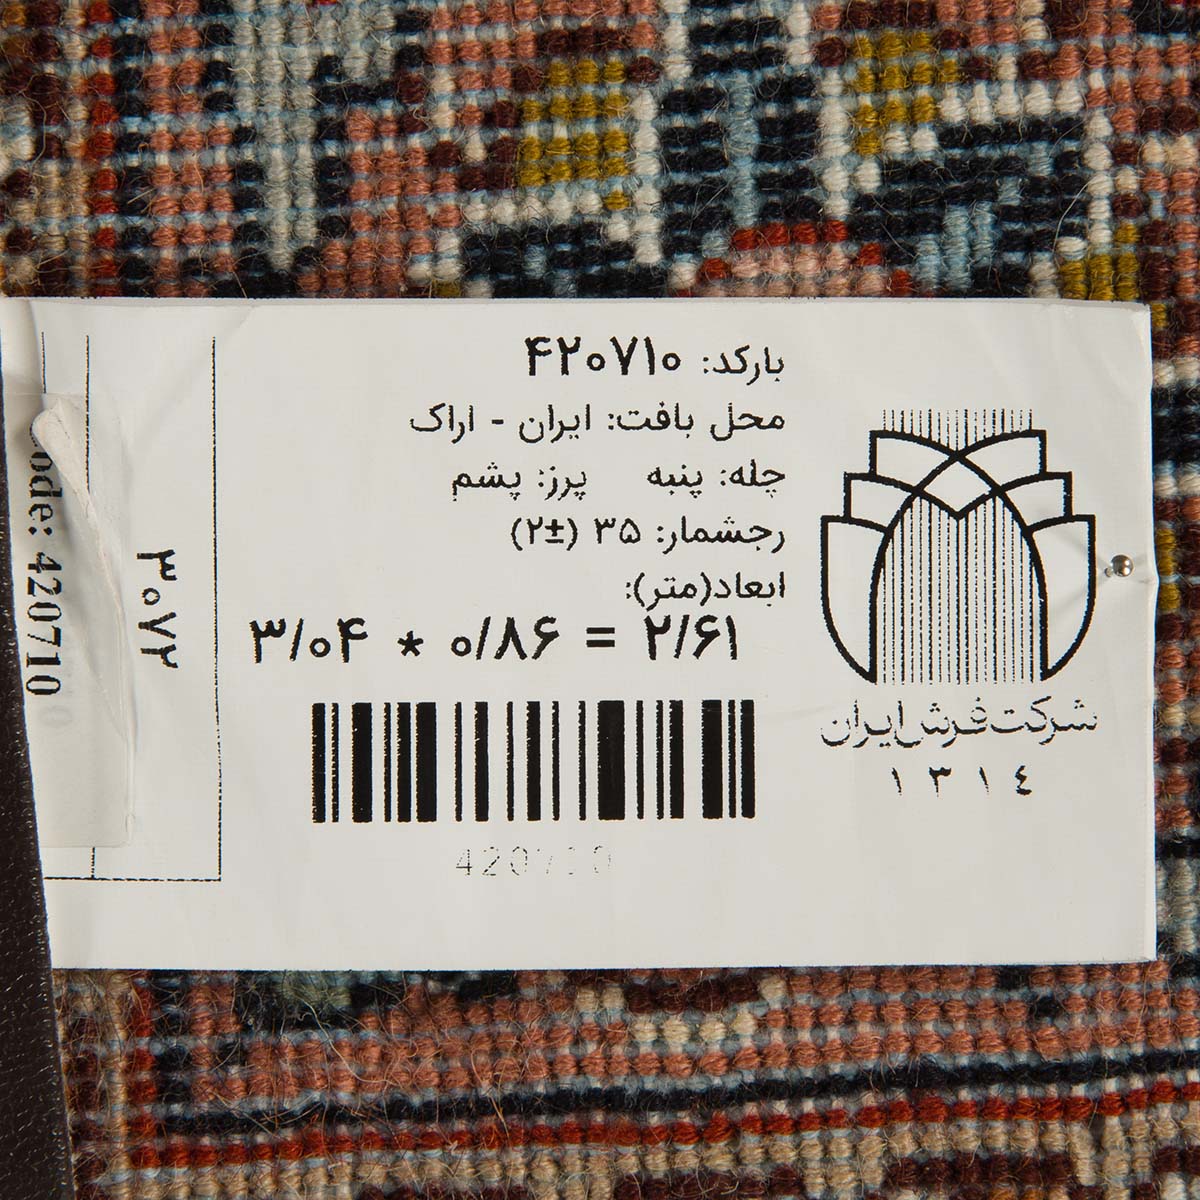 بارکد: ۴۲۰۷۱۰
محل بافت: ایران - اراک
چله: پنبه پرز: پشم
رجشمار: ۳۵ (±۲)
ابعاد(متر):
۳/۰۴ * ۰/۸۶ = ۲/۶۱
شرکت فرش ایران
۱۳۱۴
۳۰۷۲
ode: 420710